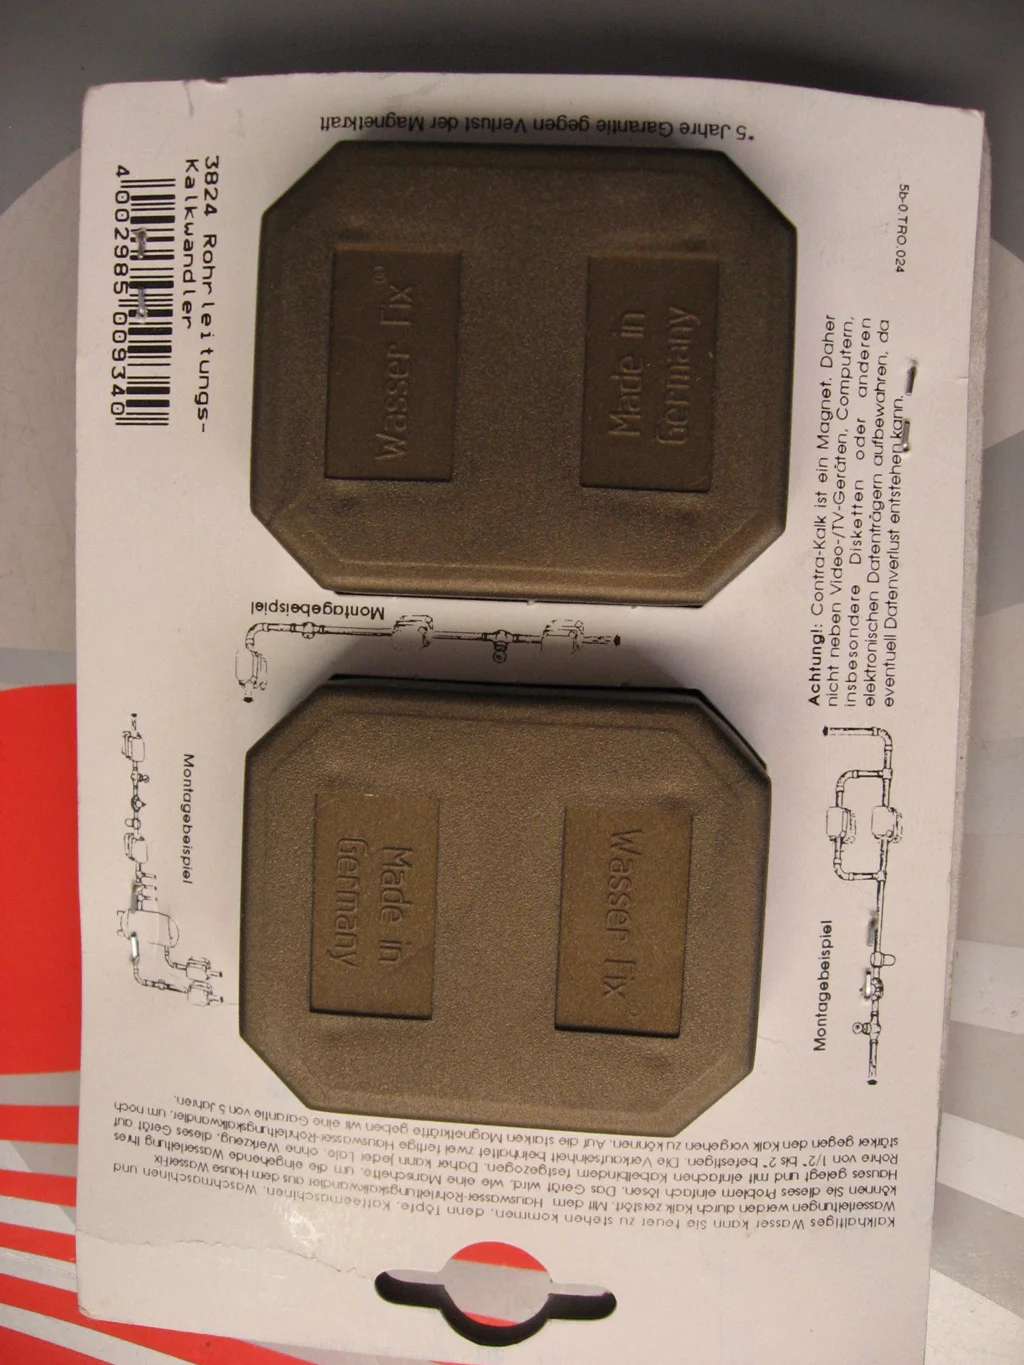 *5 Jahre Garantie gegen Verlust der Magnetkraft
3824 Rohrleitungs-
Kalkwandler
4 002985 009340
5b-0.TRO.024
Wasser Fix®
Made in
Germany
Achtung!: Contra-Kalk ist ein Magnet. Daher
nicht neben Video-/TV-Geräten, Computern,
insbesondere Disketten oder anderen
elektronischen Datenträgern aufbewahren, da
eventuell Datenverlust entstehen kann.
Montagebeispiel
Montagebeispiel
Montagebeispiel
Made in
Germany
Wasser Fix
Kalkhaltiges Wasser kann Sie teuer zu stehen kommen, denn Töpfe, Kaffeemaschinen, Waschmaschinen und
Wasserleitungen werden durch Kalk zerstört. Mit dem Hauswasser-Rohrleitungskalkwandler aus dem Hause Wasserfix
können Sie dieses Problem einfach lösen. Das Gerät wird, wie eine Manschette, um die eingehende Wasserleitung Ihres
Hauses gelegt und mit einfachen Kabelbindern festgezogen. Daher kann jeder Laie, ohne Werkzeug, dieses Gerät auf
Rohre von 1/2" bis 2" befestigen. Die Verkaufseinheit beinhaltet zwei fertige Hauswasser-Rohrleitungskalkwandler, um noch
stärker gegen den Kalk vorgehen zu können. Auf die starken Magnetkräfte geben wir eine Garantie von 5 Jahren.